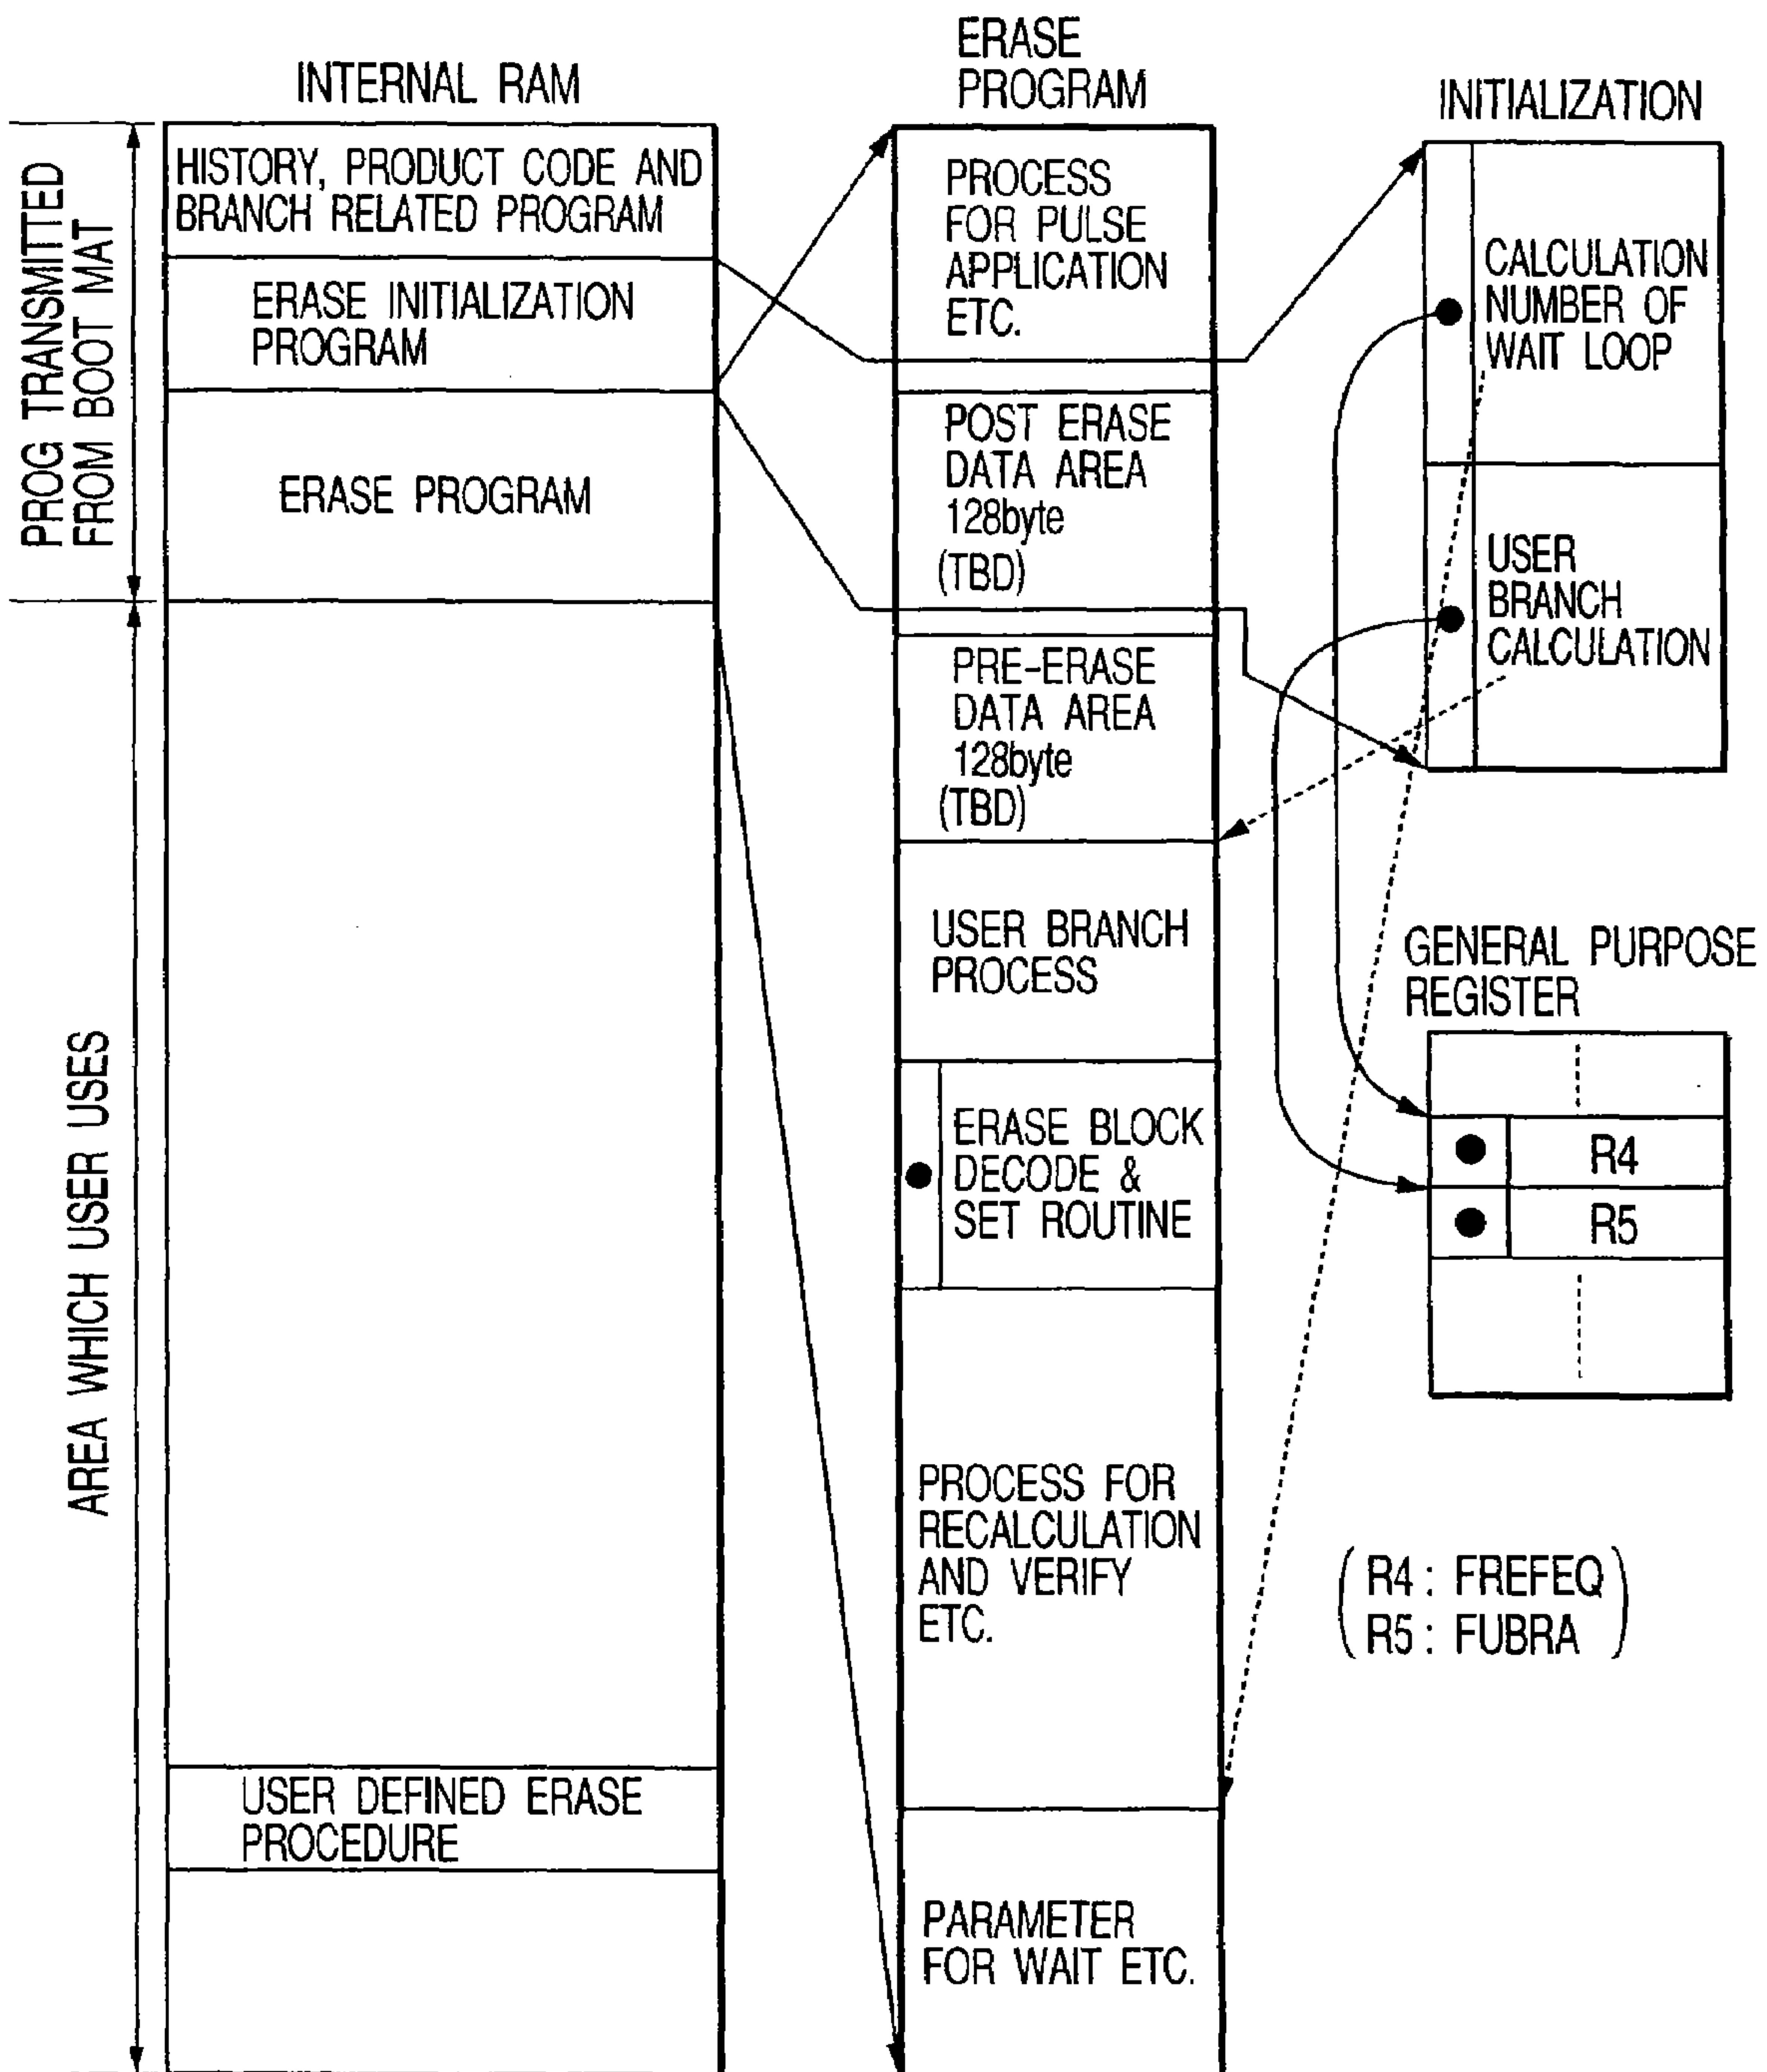 INTERNAL RAM
PROG TRANSMITTED
FROM BOOT MAT
HISTORY, PRODUCT CODE AND
BRANCH RELATED PROGRAM
ERASE INITIALIZATION
PROGRAM
ERASE PROGRAM
AREA WHICH USER USES
USER DEFINED ERASE
PROCEDURE
ERASE
PROGRAM
PROCESS
FOR PULSE
APPLICATION
ETC.
POST ERASE
DATA AREA
128byte
(TBD)
PRE-ERASE
DATA AREA
128byte
(TBD)
USER BRANCH
PROCESS
ERASE BLOCK
DECODE &
SET ROUTINE
PROCESS FOR
RECALCULATION
AND VERIFY
ETC.
PARAMETER
FOR WAIT ETC.
INITIALIZATION
CALCULATION
NUMBER OF
WAIT LOOP
USER
BRANCH
CALCULATION
GENERAL PURPOSE
REGISTER
R4
R5
(R4 : FREFEQ
R5 : FUBRA)